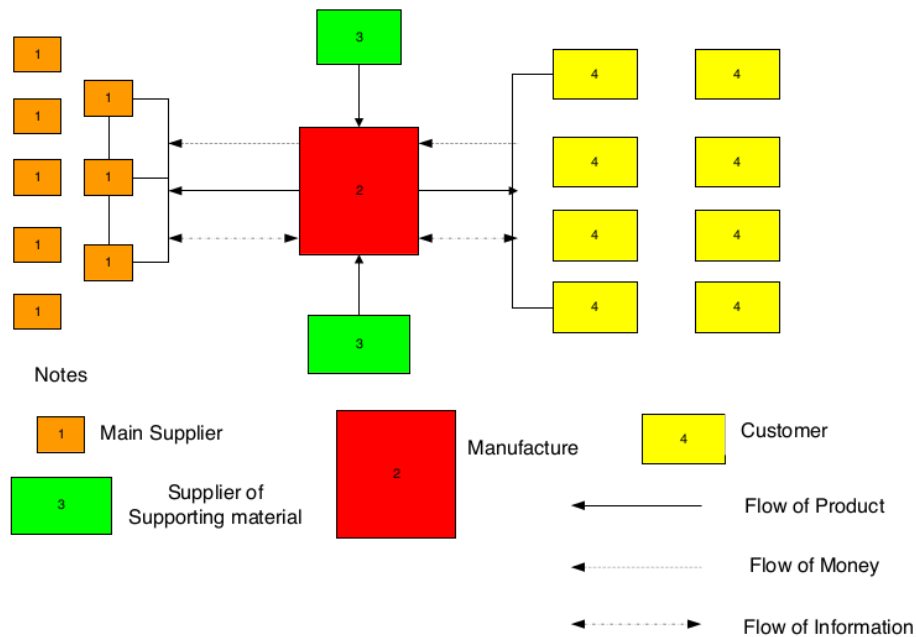 3
1
4
4
1
1
1
4
4
1
1
2
4
4
1
1
4
4
1
3
Notes
1
Main Supplier
2
Manufacture
4
Customer
3
Supplier of
Supporting material
Flow of Product
Flow of Money
Flow of Information